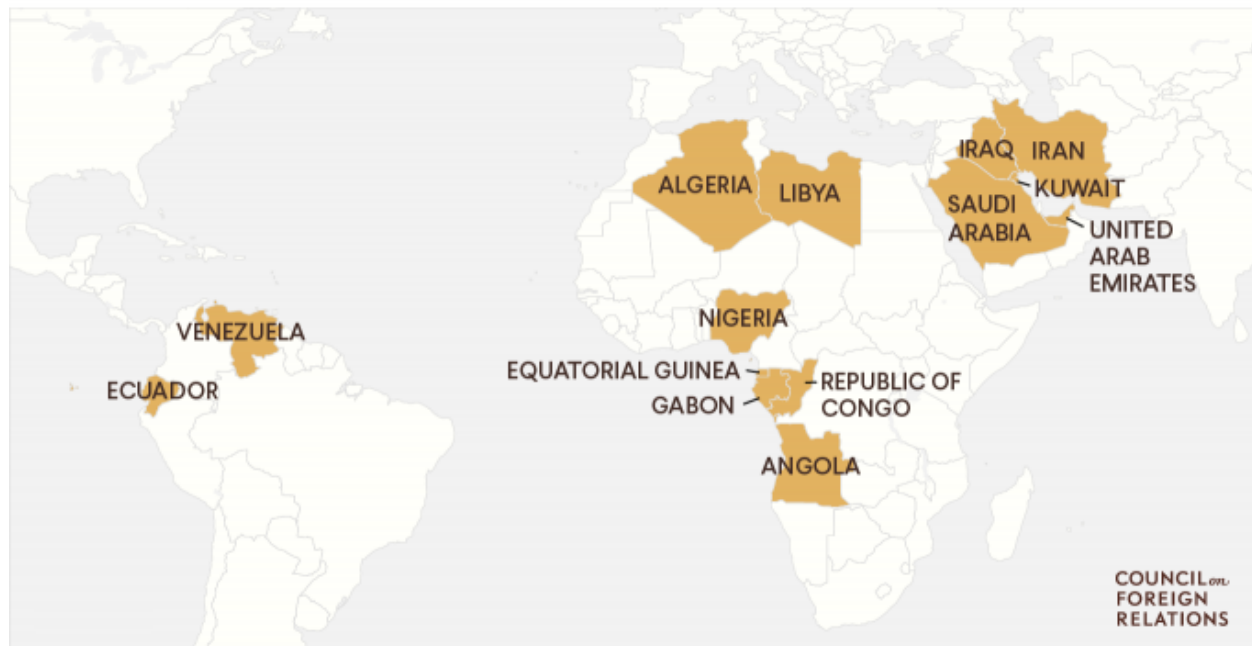 IRAQ
IRAN
ALGERIA
LIBYA
KUWAIT
SAUDI
ARABIA
UNITED
ARAB
EMIRATES
NIGERIA
VENEZUELA
EQUATORIAL GUINEA
REPUBLIC OF
CONGO
ECUADOR
GABON
ANGOLA
COUNCIL on
FOREIGN
RELATIONS